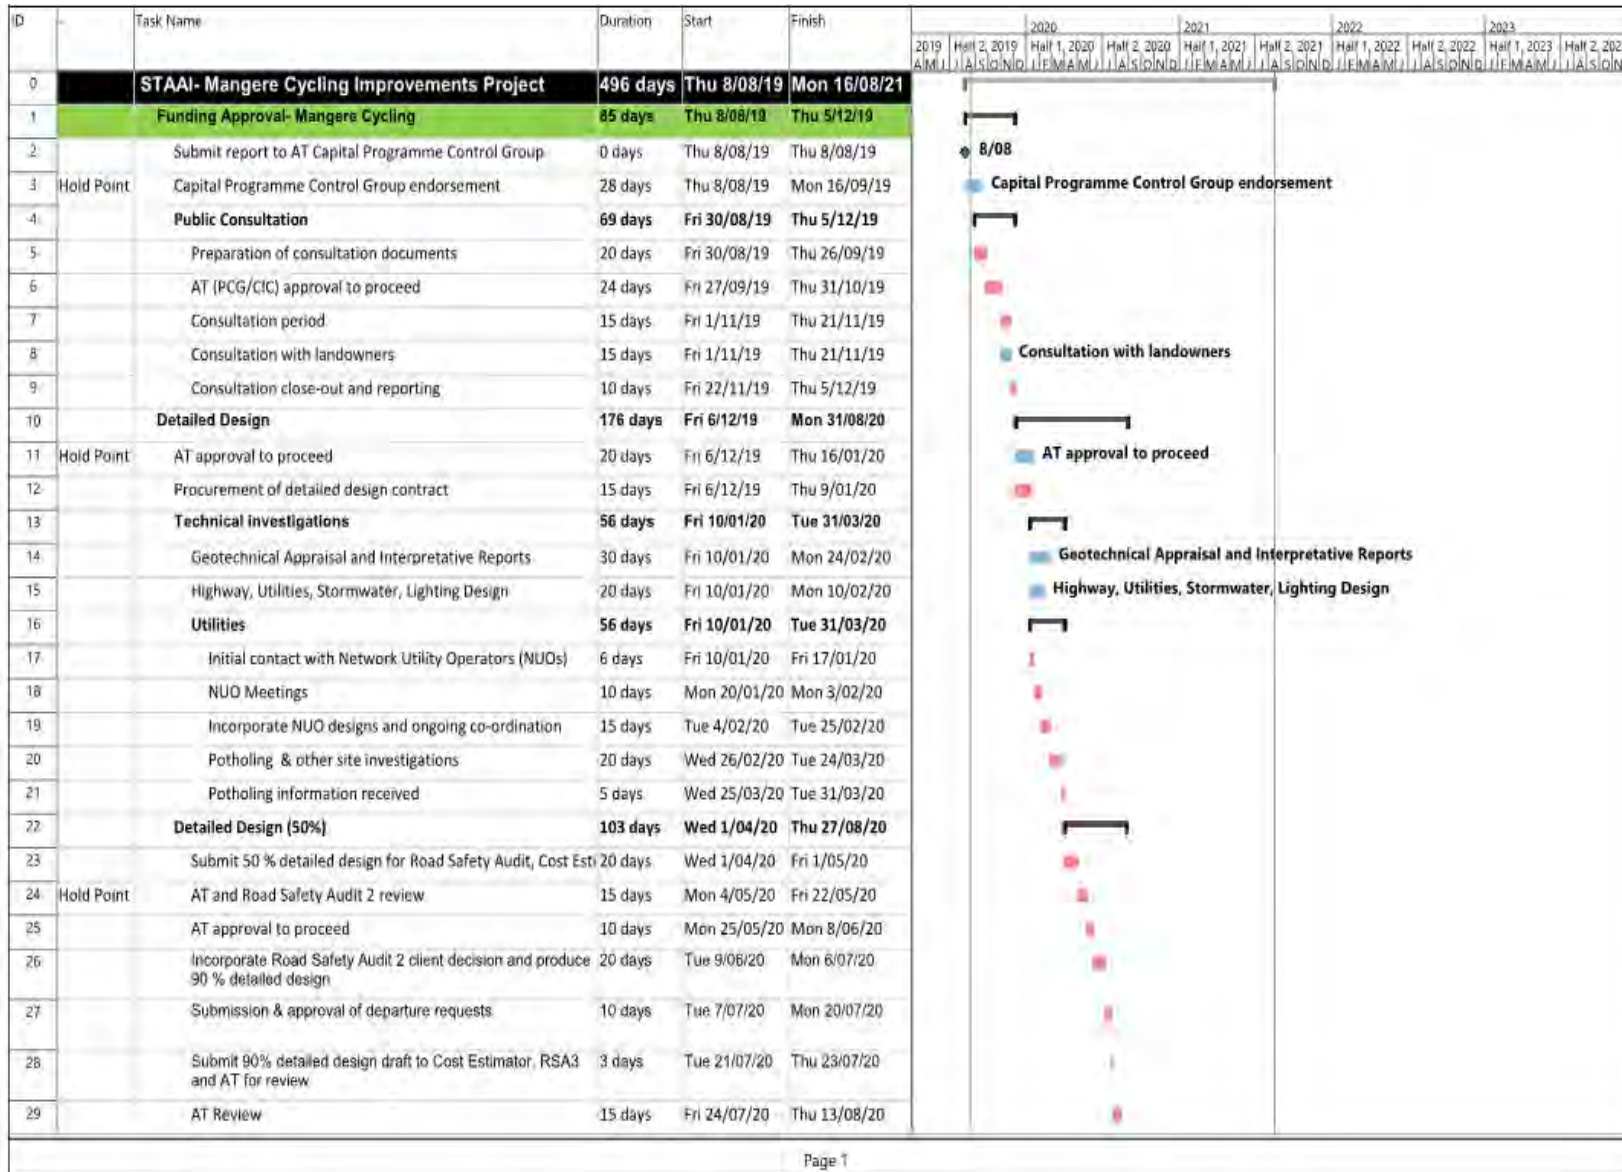 ID Task Name Duration Start Finish
2020 2021 2022 2023
2019 Half 2, 2019 Half 1, 2020 Half 2, 2020 Half 1, 2021 Half 2, 2021 Half 1, 2022 Half 2, 2022 Half 1, 2023 Half 2, 202
A M J J A S O N D J F M A M J J A S O N D J F M A M J J A S O N D J F M A M J J A S O N D J F M A M J J A S O N
0 STAAI- Mangere Cycling Improvements Project 496 days Thu 8/08/19 Mon 16/08/21
1 Funding Approval- Mangere Cycling 85 days Thu 8/08/19 Thu 5/12/19
2 Submit report to AT Capital Programme Control Group 0 days Thu 8/08/19 Thu 8/08/19 8/08
3 Hold Point Capital Programme Control Group endorsement 28 days Thu 8/08/19 Mon 16/09/19 Capital Programme Control Group endorsement
4 Public Consultation 69 days Fri 30/08/19 Thu 5/12/19
5 Preparation of consultation documents 20 days Fri 30/08/19 Thu 26/09/19
6 AT (PCG/CIC) approval to proceed 24 days Fri 27/09/19 Thu 31/10/19
7 Consultation period 15 days Fri 1/11/19 Thu 21/11/19
8 Consultation with landowners 15 days Fri 1/11/19 Thu 21/11/19 Consultation with landowners
9 Consultation close-out and reporting 10 days Fri 22/11/19 Thu 5/12/19
10 Detailed Design 176 days Fri 6/12/19 Mon 31/08/20
11 Hold Point AT approval to proceed 20 days Fri 6/12/19 Thu 16/01/20 AT approval to proceed
12 Procurement of detailed design contract 15 days Fri 6/12/19 Thu 9/01/20
13 Technical investigations 56 days Fri 10/01/20 Tue 31/03/20
14 Geotechnical Appraisal and Interpretative Reports 30 days Fri 10/01/20 Mon 24/02/20 Geotechnical Appraisal and Interpretative Reports
15 Highway, Utilities, Stormwater, Lighting Design 20 days Fri 10/01/20 Mon 10/02/20 Highway, Utilities, Stormwater, Lighting Design
16 Utilities 56 days Fri 10/01/20 Tue 31/03/20
17 Initial contact with Network Utility Operators (NUOs) 6 days Fri 10/01/20 Fri 17/01/20
18 NUO Meetings 10 days Mon 20/01/20 Mon 3/02/20
19 Incorporate NUO designs and ongoing co-ordination 15 days Tue 4/02/20 Tue 25/02/20
20 Potholing & other site investigations 20 days Wed 26/02/20 Tue 24/03/20
21 Potholing information received 5 days Wed 25/03/20 Tue 31/03/20
22 Detailed Design (50%) 103 days Wed 1/04/20 Thu 27/08/20
23 Submit 50 % detailed design for Road Safety Audit, Cost Esti 20 days Wed 1/04/20 Fri 1/05/20
24 Hold Point AT and Road Safety Audit 2 review 15 days Mon 4/05/20 Fri 22/05/20
25 AT approval to proceed 10 days Mon 25/05/20 Mon 8/06/20
26 Incorporate Road Safety Audit 2 client decision and produce 20 days Tue 9/06/20 Mon 6/07/20
90 % detailed design
27 Submission & approval of departure requests 10 days Tue 7/07/20 Mon 20/07/20
28 Submit 90% detailed design draft to Cost Estimator, RSA3 3 days Tue 21/07/20 Thu 23/07/20
and AT for review
29 AT Review 15 days Fri 24/07/20 Thu 13/08/20
Page 1